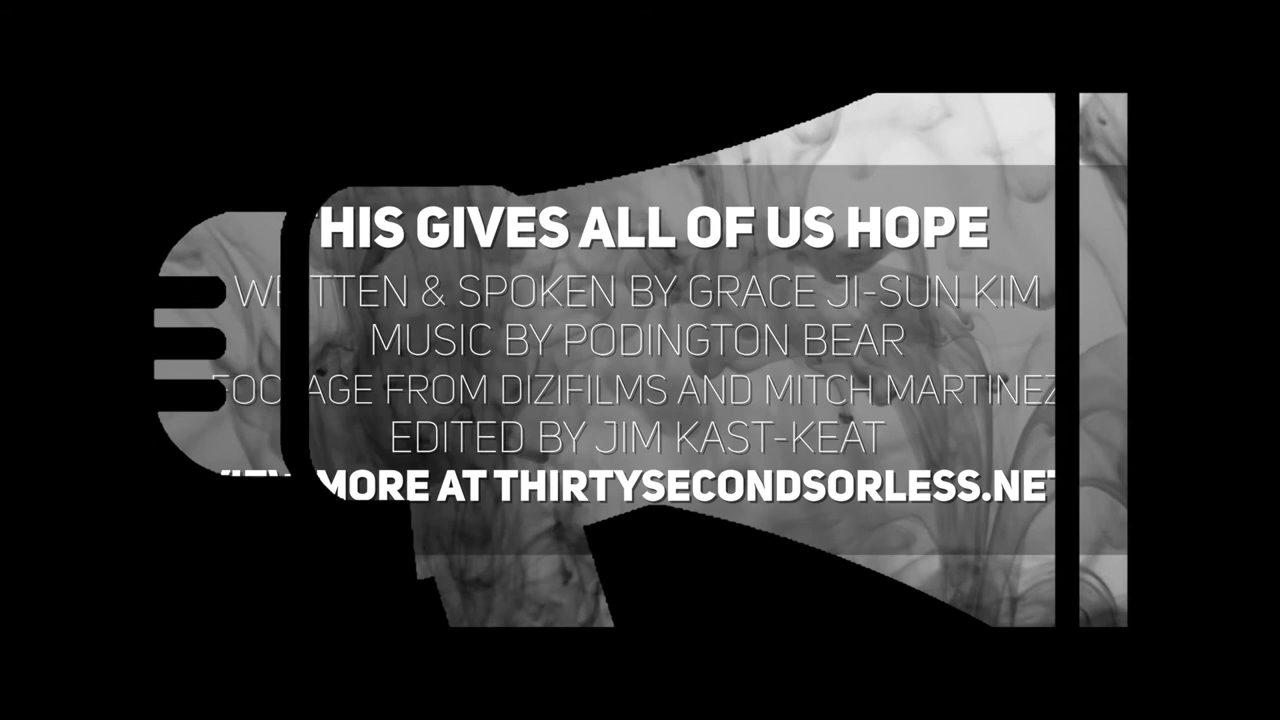 THIS GIVES ALL OF US HOPE
WRITTEN & SPOKEN BY GRACE JI-SUN KIM
MUSIC BY PODINGTON BEAR
FOOTAGE FROM DIZIFILMS AND MITCH MARTINEZ
EDITED BY JIM KAST-KEAT
MORE AT THIRTYSECONDSORLESS.NET